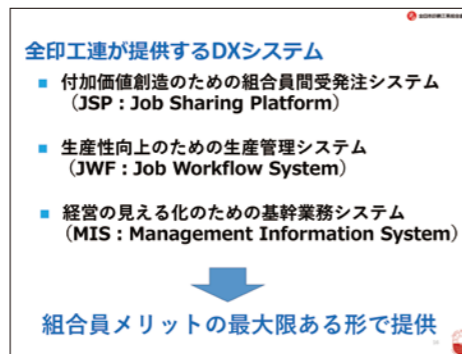 全印工連が提供するDXシステム
■ 付加価値創造のための組合員間受発注システム
（JSP：Job Sharing Platform）
■ 生産性向上のための生産管理システム
（JWF：Job Workflow System）
■ 経営の見える化のための基幹業務システム
（MIS：Management Information System）
組合員メリットの最大限ある形で提供